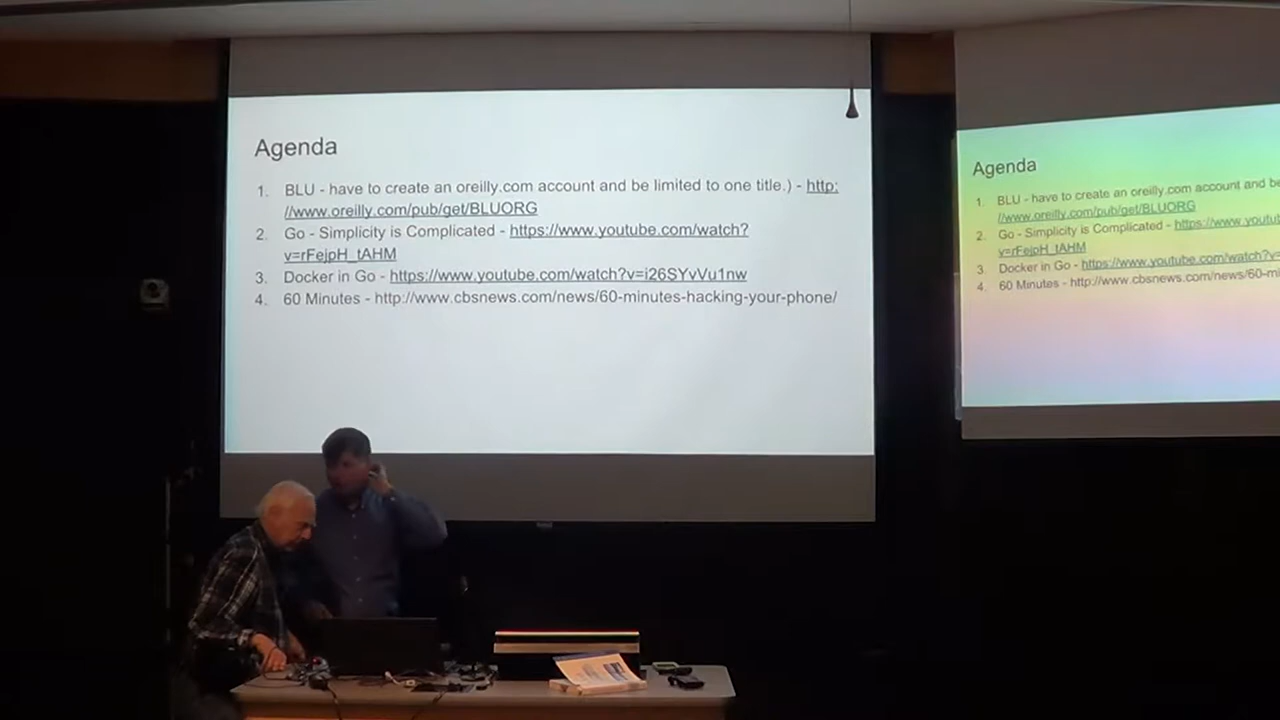 Agenda
1. BLU - have to create an oreilly.com account and be limited to one title.) - http:
//www.oreilly.com/pub/get/BLUORG
2. Go - Simplicity is Complicated - https://www.youtube.com/watch?
v=rFejpH_tAHM
3. Docker in Go - https://www.youtube.com/watch?v=i26SYvVu1nw
4. 60 Minutes - http://www.cbsnews.com/news/60-minutes-hacking-your-phone/
Agenda
1. BLU - have to create an oreilly.com account and be
//www.oreilly.com/pub/get/BLUORG
2. Go - Simplicity is Complicated - https://www.youtub
v=rFejpH_tAHM
3. Docker in Go - https://www.youtube.com/watch?v=
4. 60 Minutes - http://www.cbsnews.com/news/60-m